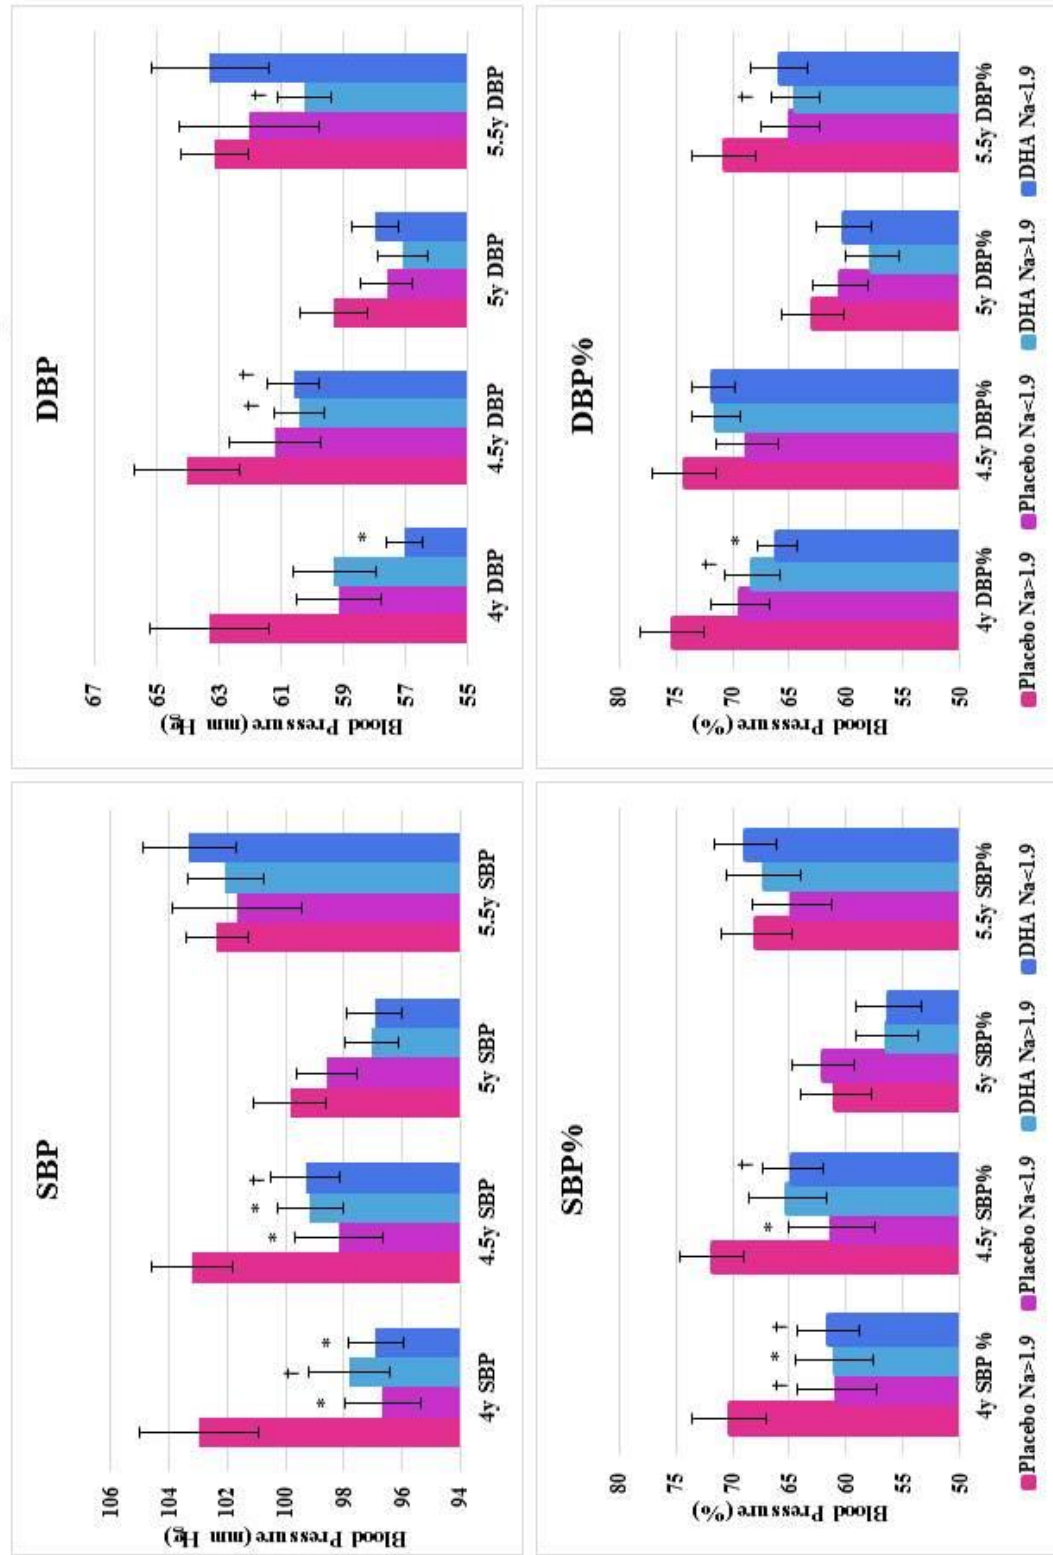 SBP
Blood Pressure (mm Hg)
106
104
102
100
98
96
94
* † *
* * †
4y SBP 4.5y SBP 5y SBP 5.5y SBP
DBP
Blood Pressure (mm Hg)
67
65
63
61
59
57
55
*
† †
†
4y DBP 4.5y DBP 5y DBP 5.5y DBP
SBP%
Blood Pressure (%)
80
75
70
65
60
55
50
† * †
* †
4y SBP % 4.5y SBP% 5y SBP% 5.5y SBP%
Placebo Na>1.9 Placebo Na<1.9 DHA Na>1.9 DHA Na<1.9
DBP%
Blood Pressure (%)
80
75
70
65
60
55
50
† *
†
4y DBP% 4.5y DBP% 5y DBP% 5.5y DBP%
Placebo Na>1.9 Placebo Na<1.9 DHA Na>1.9 DHA Na<1.9